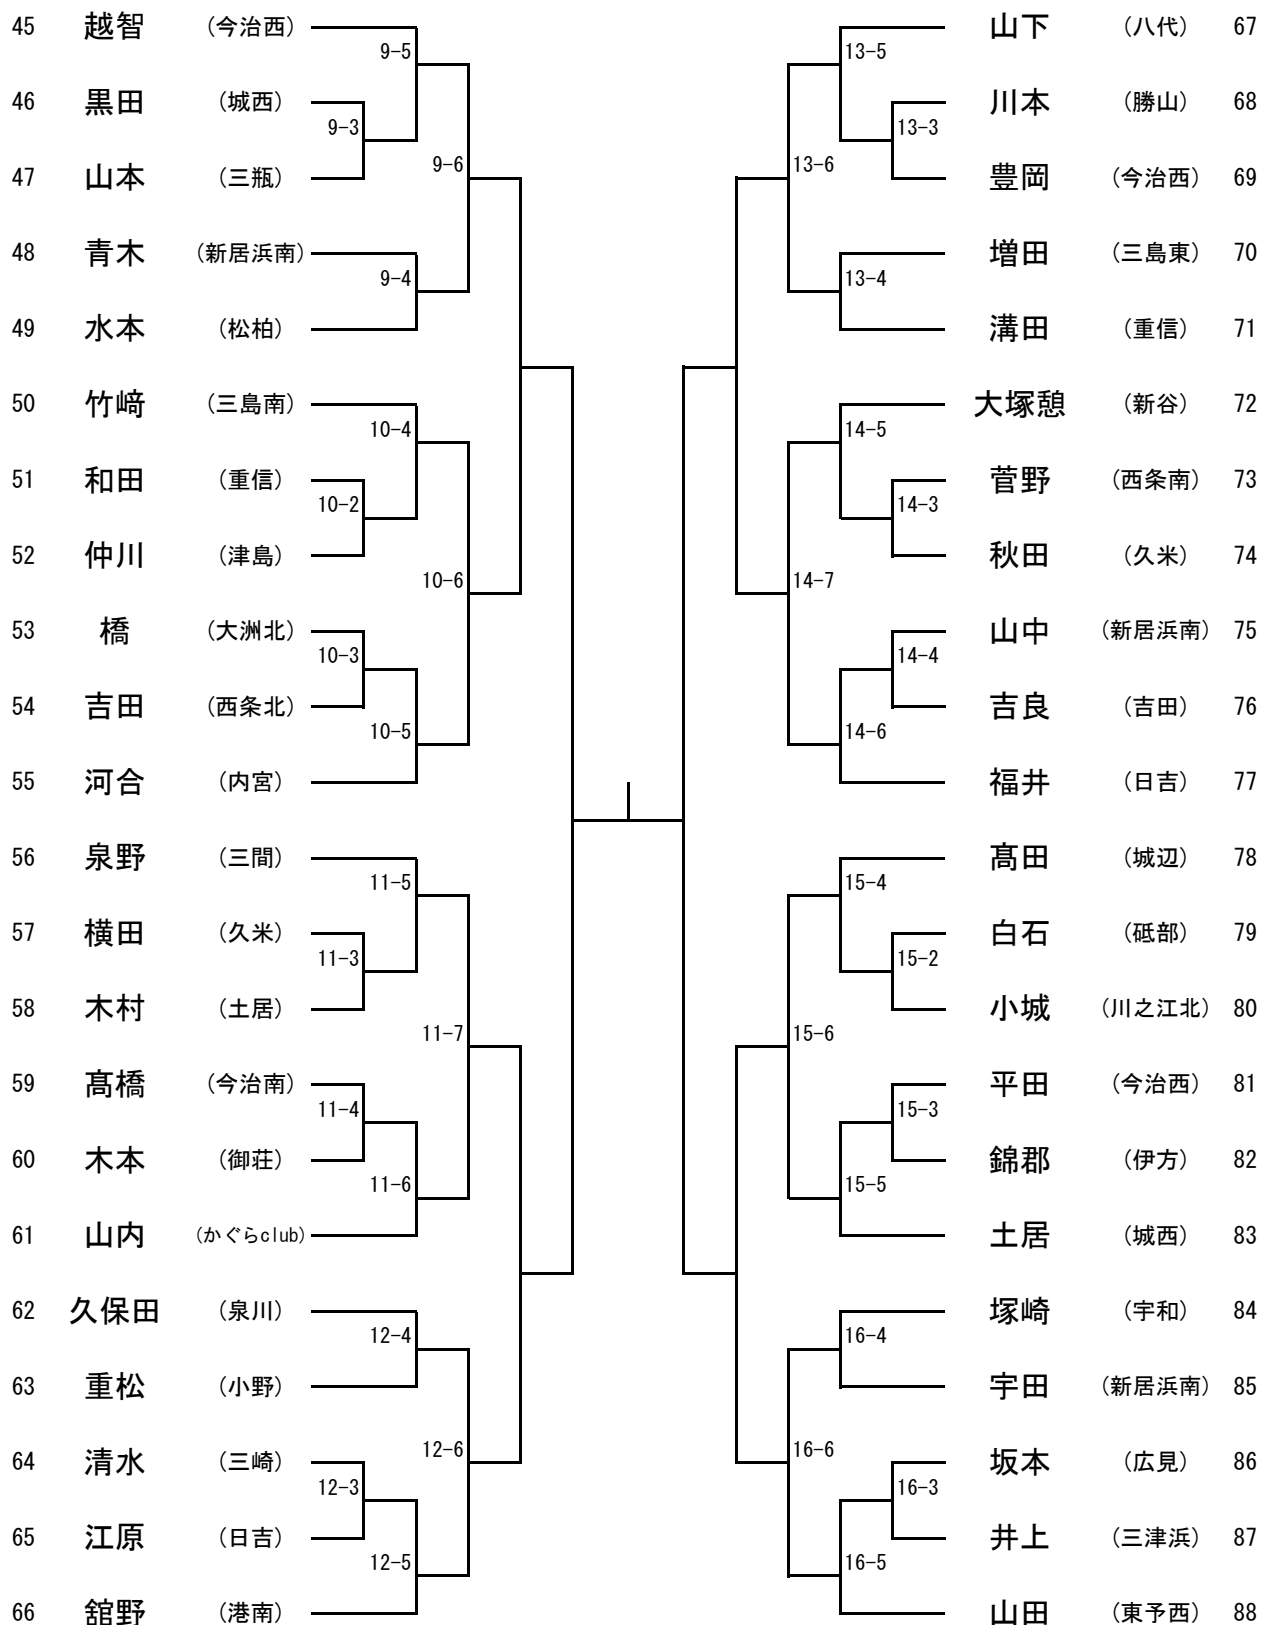 45 越智 (今治西) 山下 (八代) 67
9-5 13-5
46 黒田 (城西) 川本 (勝山) 68
9-3 13-3
9-6 13-6
47 山本 (三瓶) 豊岡 (今治西) 69
48 青木 (新居浜南) 増田 (三島東) 70
9-4 13-4
49 水本 (松柏) 溝田 (重信) 71
50 竹﨑 (三島南) 大塚憩 (新谷) 72
10-4 14-5
51 和田 (重信) 菅野 (西条南) 73
10-2 14-3
52 仲川 (津島) 秋田 (久米) 74
10-6 14-7
53 橋 (大洲北) 山中 (新居浜南) 75
10-3 14-4
54 吉田 (西条北) 吉良 (吉田) 76
10-5 14-6
55 河合 (内宮) 福井 (日吉) 77
56 泉野 (三間) 髙田 (城辺) 78
11-5 15-4
57 横田 (久米) 白石 (砥部) 79
11-3 15-2
58 木村 (土居) 小城 (川之江北) 80
11-7 15-6
59 髙橋 (今治南) 平田 (今治西) 81
11-4 15-3
60 木本 (御荘) 錦郡 (伊方) 82
11-6 15-5
61 山内 (かぐらclub) 土居 (城西) 83
62 久保田 (泉川) 塚崎 (宇和) 84
12-4 16-4
63 重松 (小野) 宇田 (新居浜南) 85
12-6 16-6
64 清水 (三崎) 坂本 (広見) 86
12-3 16-3
65 江原 (日吉) 井上 (三津浜) 87
12-5 16-5
66 舘野 (港南) 山田 (東予西) 88